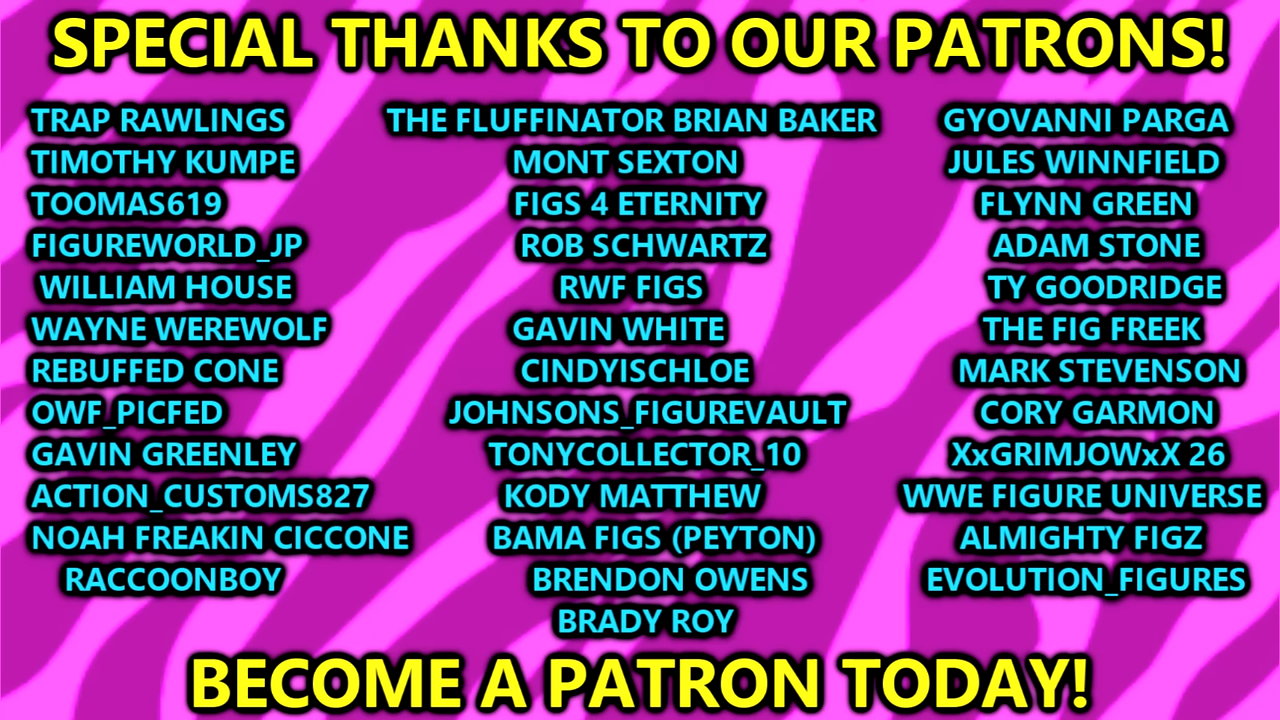 SPECIAL THANKS TO OUR PATRONS!
TRAP RAWLINGS
TIMOTHY KUMPE
TOOMAS619
FIGUREWORLD_JP
WILLIAM HOUSE
WAYNE WEREWOLF
REBUFFED CONE
OWF_PICFED
GAVIN GREENLEY
ACTION_CUSTOMS827
NOAH FREAKIN CICCONE
RACCOONBOY
THE FLUFFINATOR BRIAN BAKER
MONT SEXTON
FIGS 4 ETERNITY
ROB SCHWARTZ
RWF FIGS
GAVIN WHITE
CINDYISCHLOE
JOHNSONS_FIGUREVAULT
TONYCOLLECTOR_10
KODY MATTHEW
BAMA FIGS (PEYTON)
BRENDON OWENS
BRADY ROY
GYOVANNI PARGA
JULES WINNFIELD
FLYNN GREEN
ADAM STONE
TY GOODRIDGE
THE FIG FREEK
MARK STEVENSON
CORY GARMON
XxGRIMJOWxX 26
WWE FIGURE UNIVERSE
ALMIGHTY FIGZ
EVOLUTION_FIGURES
BECOME A PATRON TODAY!